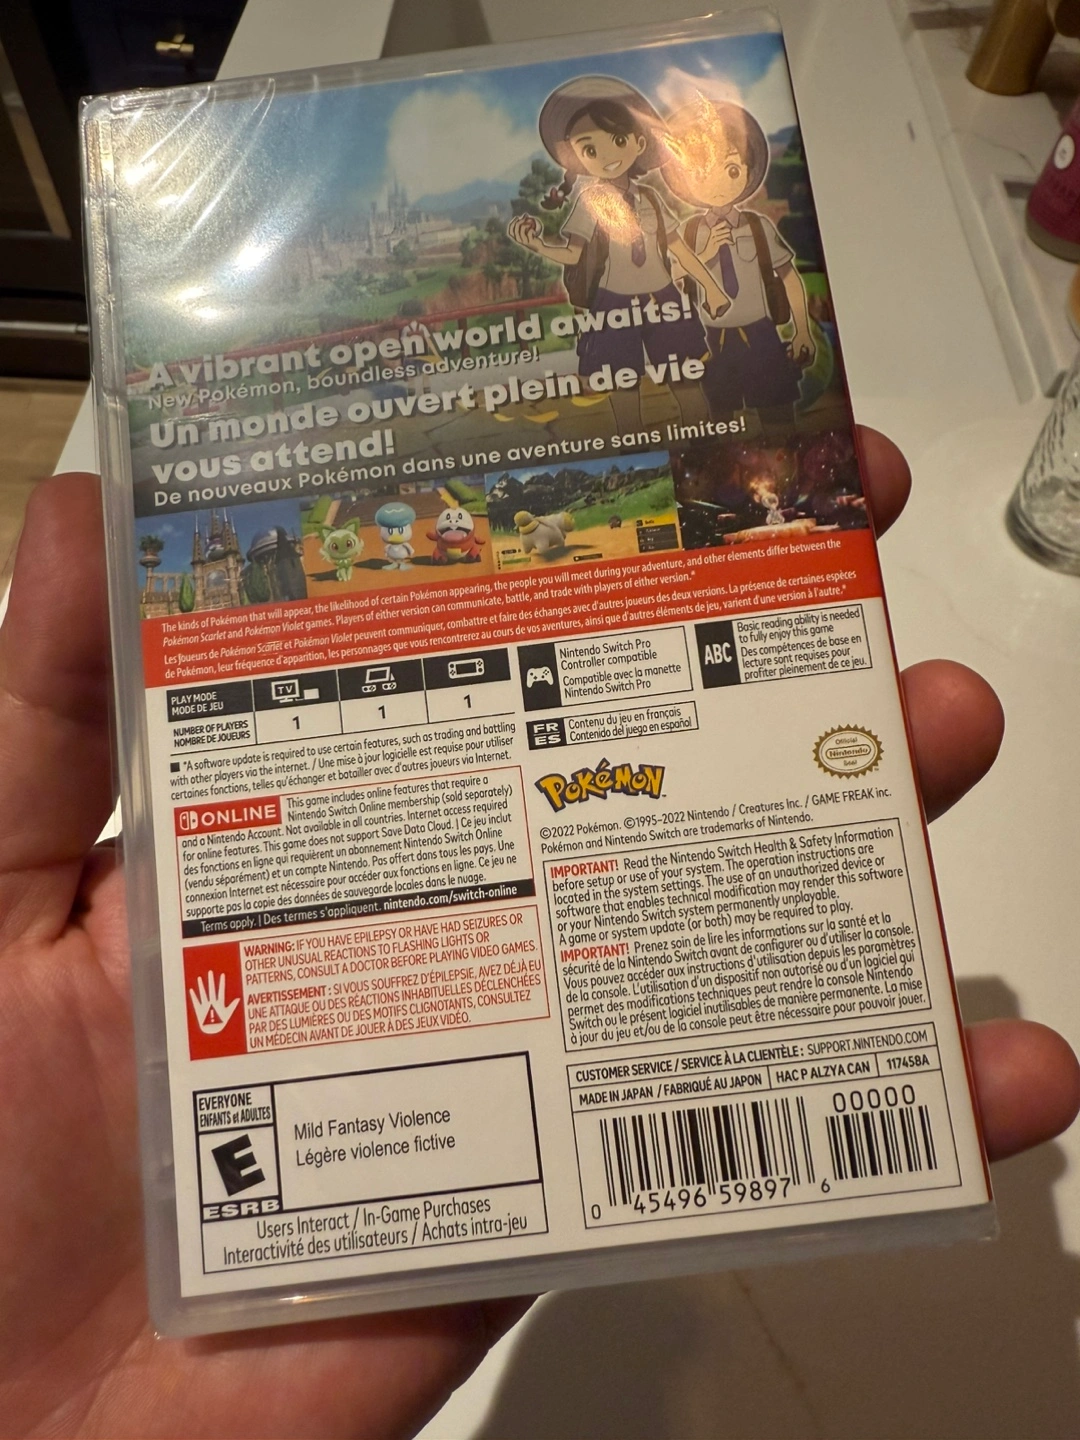 A vibrant open world awaits!
New Pokémon, boundless adventure!
Un monde ouvert plein de vie
vous attend!
De nouveaux Pokémon dans une aventure sans limites!
The kinds of Pokémon that will appear, the likelihood of certain Pokémon appearing, the people you will meet during your adventure, and other elements differ between the
Pokémon Scarlet and Pokémon Violet games. Players of either version can communicate, battle, and trade with players of either version.*
Les Joueurs de Pokémon Scarlet et Pokémon Violet peuvent communiquer, combattre et faire des échanges avec d'autres joueurs des deux versions. La présence de certaines espèces
de Pokémon, leur fréquence d'apparition, les personnages que vous rencontrerez au cours de vos aventures, ainsi que d'autres éléments de jeu, varient d'une version à l'autre.*
PLAY MODE
MODE DE JEU
TV
NUMBER OF PLAYERS
NOMBRE DE JOUEURS
1
1
1
Nintendo Switch Pro
Controller compatible
Compatible avec la manette
Nintendo Switch Pro
ABC
Basic reading ability is needed
to fully enjoy this game
Des compétences de base en
lecture sont requises pour
profiter pleinement de ce jeu.
FR
ES
Contenu du jeu en français
Contenido del juego en español
*A software update is required to use certain features, such as trading and battling
with other players via the internet. / Une mise à jour logicielle est requise pour utiliser
certaines fonctions, telles qu'échanger et batailler avec d'autres joueurs via Internet.
ONLINE
This game includes online features that require a
Nintendo Switch Online membership (sold separately)
and a Nintendo Account. Not available in all countries. Internet access required
for online features. This game does not support Save Data Cloud. | Ce jeu inclut
des fonctions en ligne qui requièrent un abonnement Nintendo Switch Online
(vendu séparément) et un compte Nintendo. Pas offert dans tous les pays. Une
connexion Internet est nécessaire pour accéder aux fonctions en ligne. Ce jeu ne
supporte pas la copie des données de sauvegarde locales dans le nuage.
Terms apply. | Des termes s'appliquent. nintendo.com/switch-online
WARNING: IF YOU HAVE EPILEPSY OR HAVE HAD SEIZURES OR
OTHER UNUSUAL REACTIONS TO FLASHING LIGHTS OR
PATTERNS, CONSULT A DOCTOR BEFORE PLAYING VIDEO GAMES.
AVERTISSEMENT : SI VOUS SOUFFREZ D'ÉPILEPSIE, AVEZ DÉJÀ EU
UNE ATTAQUE OU DES RÉACTIONS INHABITUELLES DÉCLENCHÉES
PAR DES LUMIÈRES OU DES MOTIFS CLIGNOTANTS, CONSULTEZ
UN MÉDECIN AVANT DE JOUER À DES JEUX VIDÉO.
POKÉMON
Official
Nintendo
Seal
©2022 Pokémon. ©1995-2022 Nintendo / Creatures Inc. / GAME FREAK inc.
Pokémon and Nintendo Switch are trademarks of Nintendo.
IMPORTANT! Read the Nintendo Switch Health & Safety Information
before setup or use of your system. The operation instructions are
located in the system settings. The use of an unauthorized device or
software that enables technical modification may render this software
or your Nintendo Switch system permanently unplayable.
A game or system update (or both) may be required to play.
IMPORTANT! Prenez soin de lire les informations sur la santé et la
sécurité de la Nintendo Switch avant de configurer ou d'utiliser la console.
Vous pouvez accéder aux instructions d'utilisation depuis les paramètres
de la console. L'utilisation d'un dispositif non autorisé ou d'un logiciel qui
permet des modifications techniques peut rendre la console Nintendo
Switch ou le présent logiciel inutilisables de manière permanente. La mise
à jour du jeu et/ou de la console peut être nécessaire pour pouvoir jouer.
CUSTOMER SERVICE / SERVICE À LA CLIENTÈLE : SUPPORT.NINTENDO.COM
MADE IN JAPAN / FABRIQUÉ AU JAPON
HAC P ALZYA CAN
117458A
EVERYONE
ENFANTS et ADULTES
E
ESRB
Mild Fantasy Violence
Légère violence fictive
Users Interact / In-Game Purchases
Interactivité des utilisateurs / Achats intra-jeu
00000
0 45496 59897 6